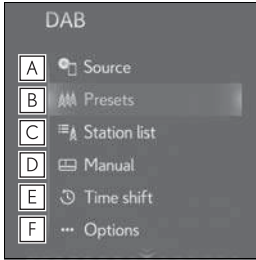 DAB
A Source
B Presets
C Station list
D Manual
E Time shift
F Options